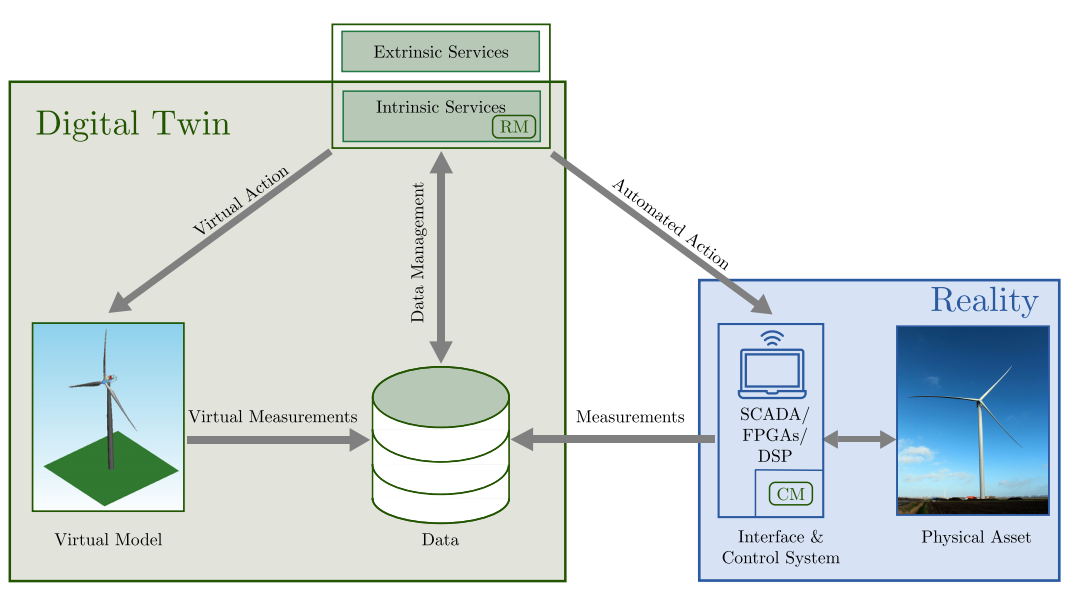 Extrinsic Services
Intrinsic Services
RM
Digital Twin
Virtual Action
Data Management
Automated Action
Reality
Virtual Measurements
Measurements
SCADA/
FPGAs/
DSP
CM
Virtual Model
Data
Interface &
Control System
Physical Asset